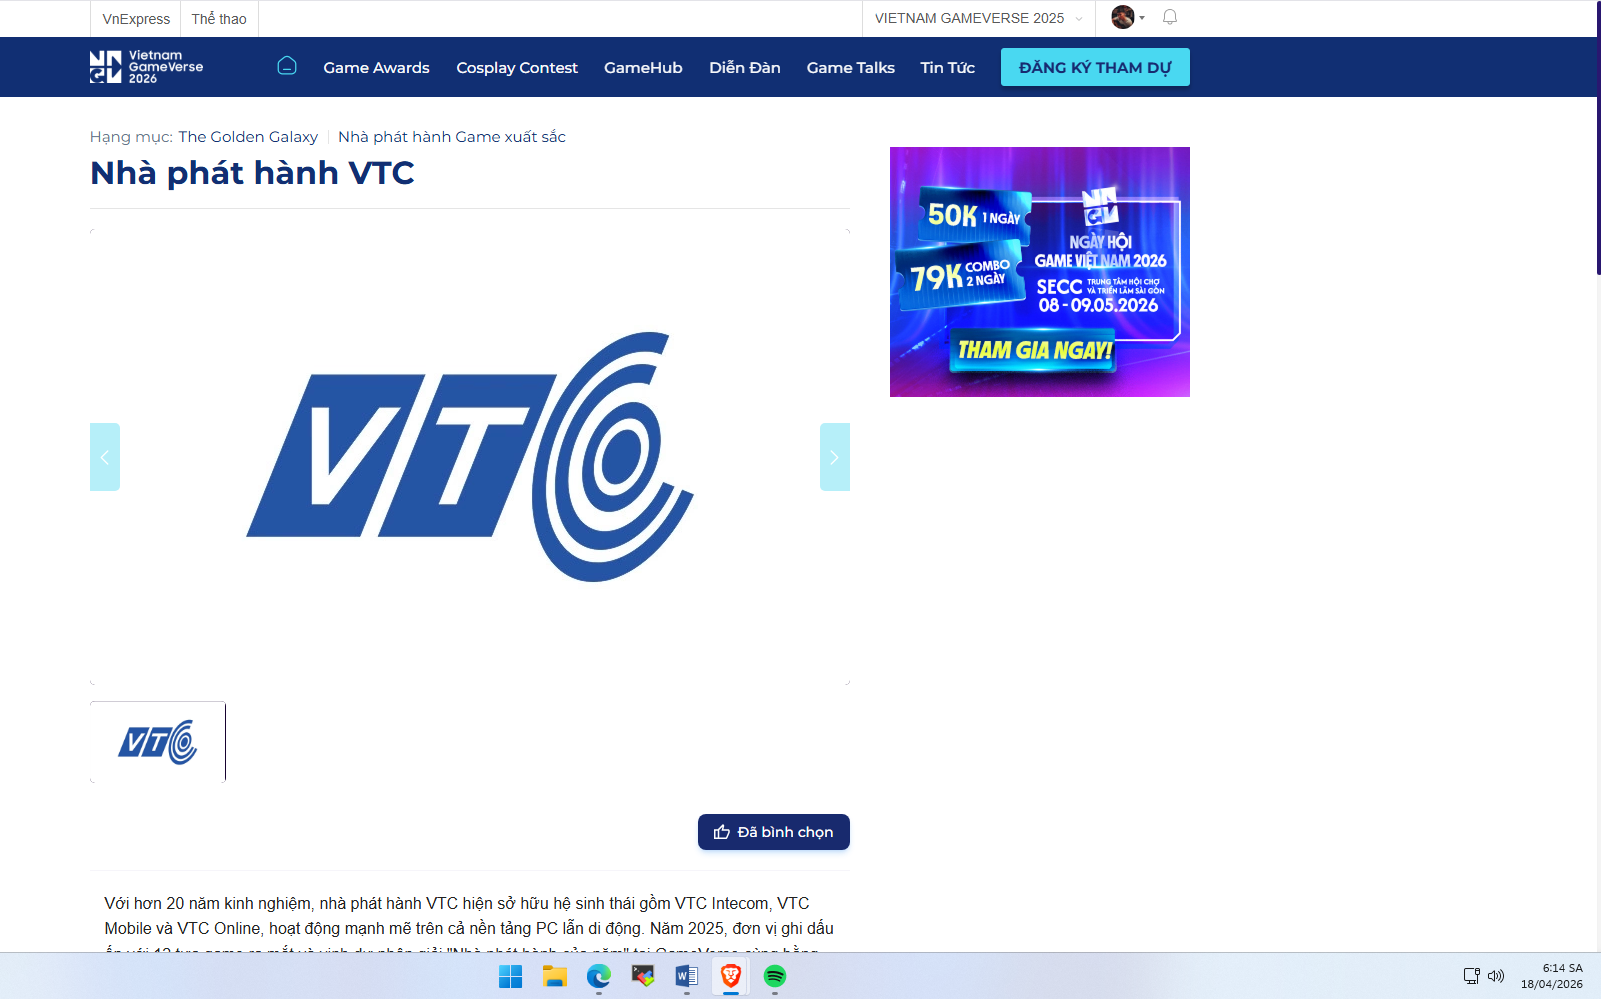 VnExpress
Thể thao
VIETNAM GAMEVERSE 2025
Vietnam
GameVerse
2026
Game Awards
Cosplay Contest
GameHub
Diễn Đàn
Game Talks
Tin Tức
ĐĂNG KÝ THAM DỰ
Hạng mục: The Golden Galaxy
Nhà phát hành Game xuất sắc
Nhà phát hành VTC
50K 1 NGÀY
79K COMBO 2 NGÀY
NGÀY HỘI
GAME VIỆT NAM 2026
SECC TRUNG TÂM HỘI CHỢ VÀ TRIỂN LÃM SÀI GÒN
08 - 09.05.2026
THAM GIA NGAY!
VTC
VTC
Đã bình chọn
Với hơn 20 năm kinh nghiệm, nhà phát hành VTC hiện sở hữu hệ sinh thái gồm VTC Intecom, VTC
Mobile và VTC Online, hoạt động mạnh mẽ trên cả nền tảng PC lẫn di động. Năm 2025, đơn vị ghi dấu
6:14 SA
18/04/2026